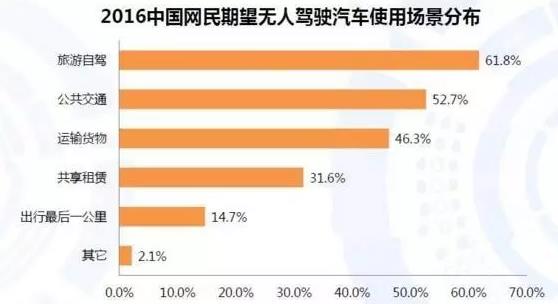 2016中国网民期望无人驾驶汽车使用场景分布
旅游自驾 61.8%
公共交通 52.7%
运输货物 46.3%
共享租赁 31.6%
出行最后一公里 14.7%
其它 2.1%
0.0% 10.0% 20.0% 30.0% 40.0% 50.0% 60.0% 70.0%